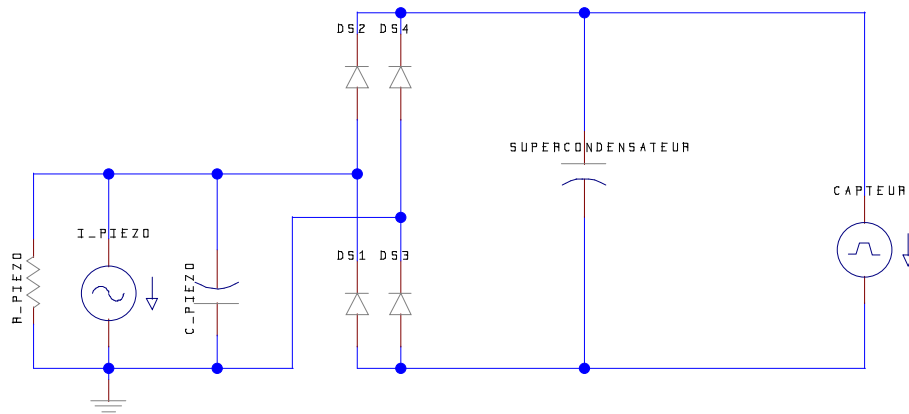 DS2 DS4
SUPERCONDENSATEUR
CAPTEUR
I_PIEZO
DS1 DS3
R_PIEZO
C_PIEZO